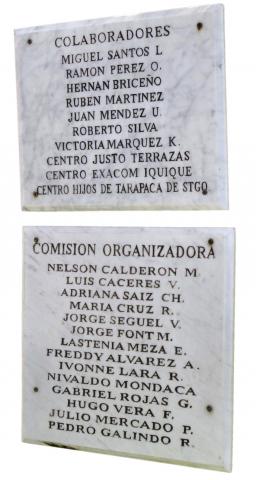 COLABORADORES
MIGUEL SANTOS L
RAMON PEREZ O.
HERNAN BRICEÑO
RUBEN MARTINEZ
JUAN MENDEZ U.
ROBERTO SILVA
VICTORIA MARQUEZ K.
CENTRO JUSTO TERRAZAS
CENTRO EXACOM IQUIQUE
CENTRO HIJOS DE TARAPACA DE STGO
COMISION ORGANIZADORA
NELSON CALDERON M.
LUIS CACERES V.
ADRIANA SAIZ CH.
MARIA CRUZ R.
JORGE SEGUEL V.
JORGE FONT M.
LASTENIA MEZA E.
FREDDY ALVAREZ A.
IVONNE LARA R.
NIVALDO MONDACA
GABRIEL ROJAS G.
HUGO VERA F.
JULIO MERCADO P.
PEDRO GALINDO R.